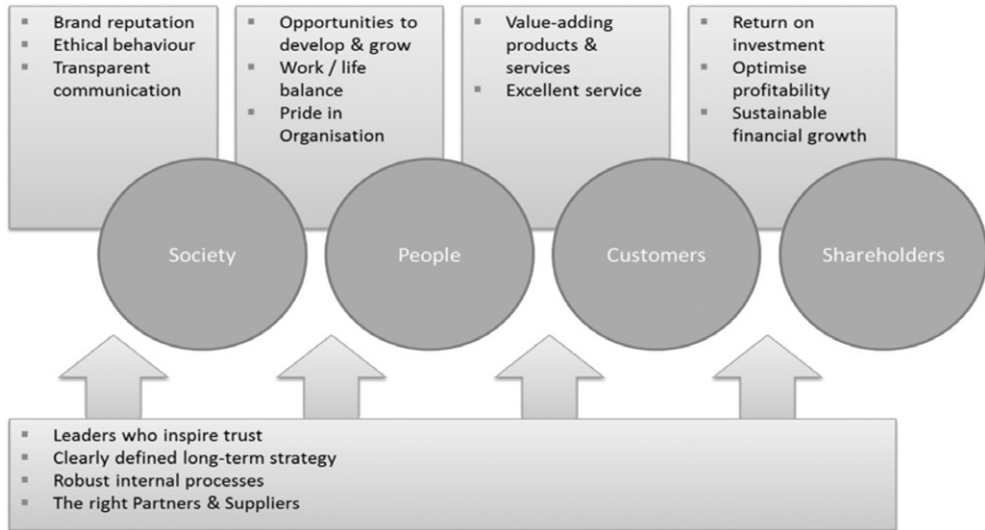 ▪ Brand reputation
▪ Ethical behaviour
▪ Transparent
communication
▪ Opportunities to
develop & grow
▪ Work / life
balance
▪ Pride in
Organisation
▪ Value-adding
products &
services
▪ Excellent service
▪ Return on
investment
▪ Optimise
profitability
▪ Sustainable
financial growth
Society
People
Customers
Shareholders
▪ Leaders who inspire trust
▪ Clearly defined long-term strategy
▪ Robust internal processes
▪ The right Partners & Suppliers